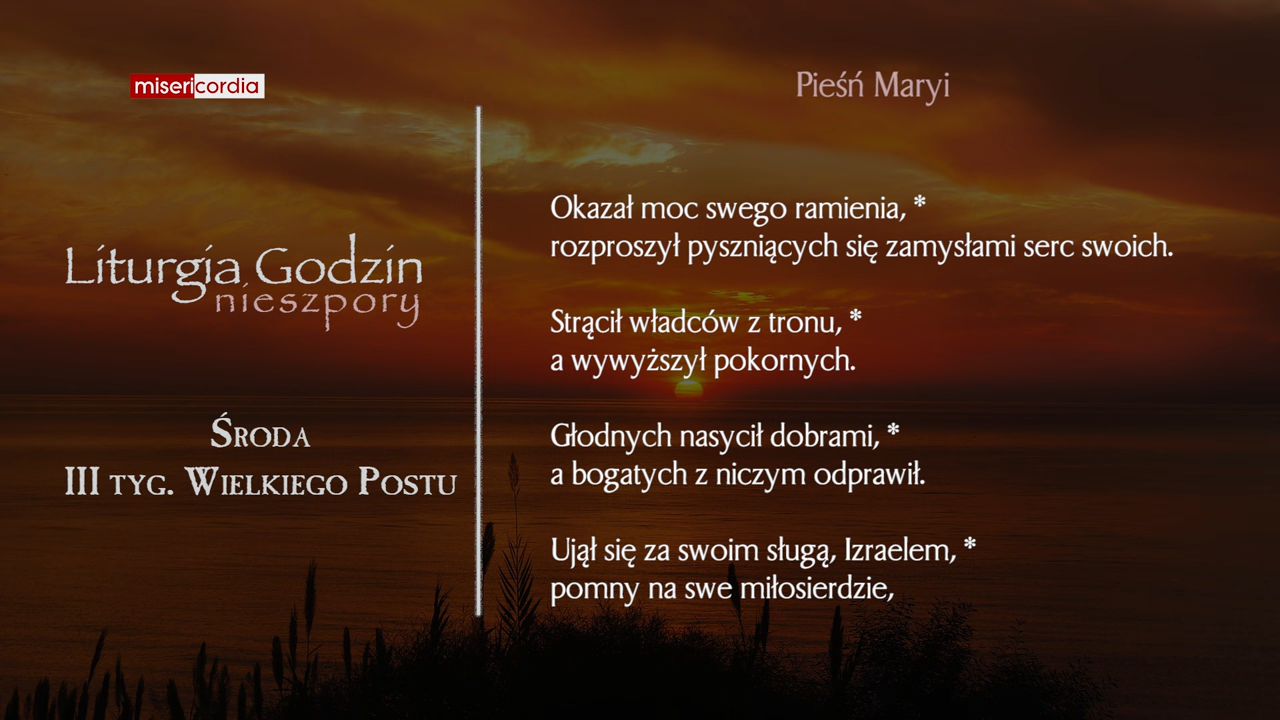 misericordia
Liturgia Godzin
nieszpory
Środa
III tyg. Wielkiego Postu
Pieśń Maryi
Okazał moc swego ramienia, *
rozproszył pyszniących się zamysłami serc swoich.
Strącił władców z tronu, *
a wywyższył pokornych.
Głodnych nasycił dobrami, *
a bogatych z niczym odprawił.
Ujął się za swoim sługą, Izraelem, *
pomny na swe miłosierdzie,